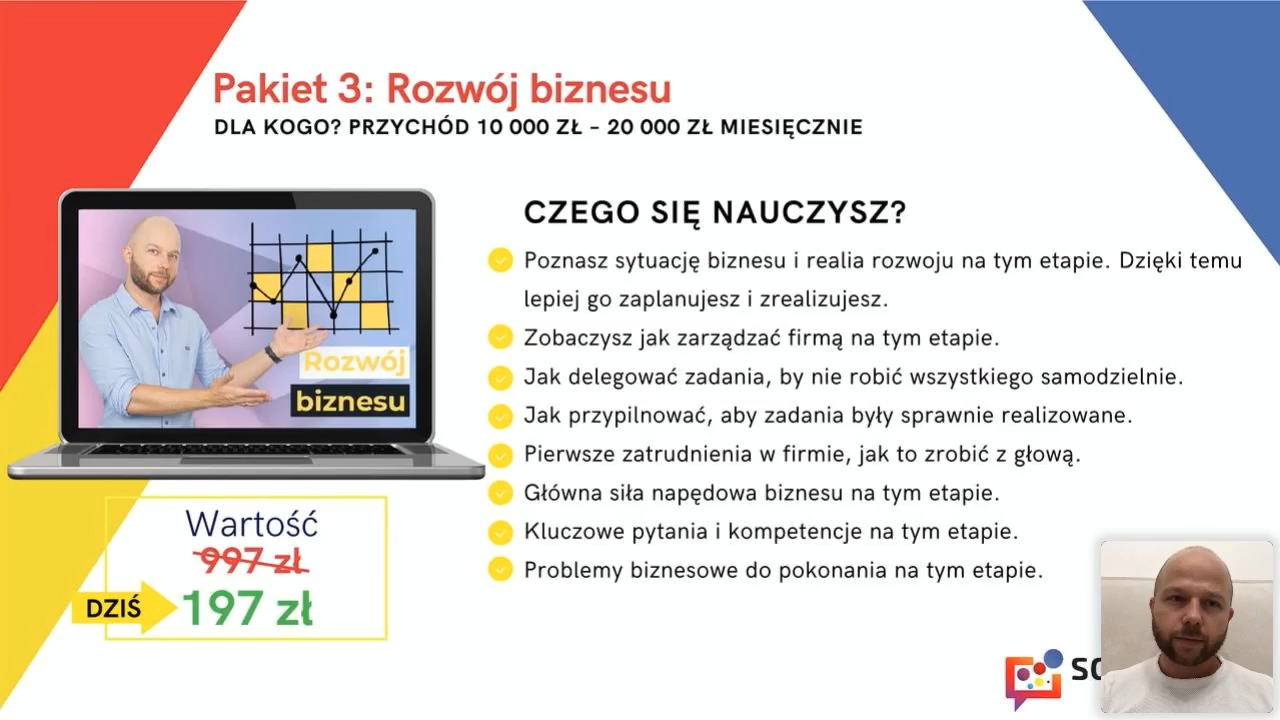 Pakiet 3: Rozwój biznesu
DLA KOGO? PRZYCHÓD 10 000 ZŁ – 20 000 ZŁ MIESIĘCZNIE
CZEGO SIĘ NAUCZYSZ?
Poznasz sytuację biznesu i realia rozwoju na tym etapie. Dzięki temu
lepiej go zaplanujesz i zrealizujesz.
Zobaczysz jak zarządzać firmą na tym etapie.
Jak delegować zadania, by nie robić wszystkiego samodzielnie.
Jak przypilnować, aby zadania były sprawnie realizowane.
Pierwsze zatrudnienia w firmie, jak to zrobić z głową.
Główna siła napędowa biznesu na tym etapie.
Kluczowe pytania i kompetencje na tym etapie.
Problemy biznesowe do pokonania na tym etapie.
Rozwój
biznesu
Wartość
997 zł
DZIŚ
197 zł